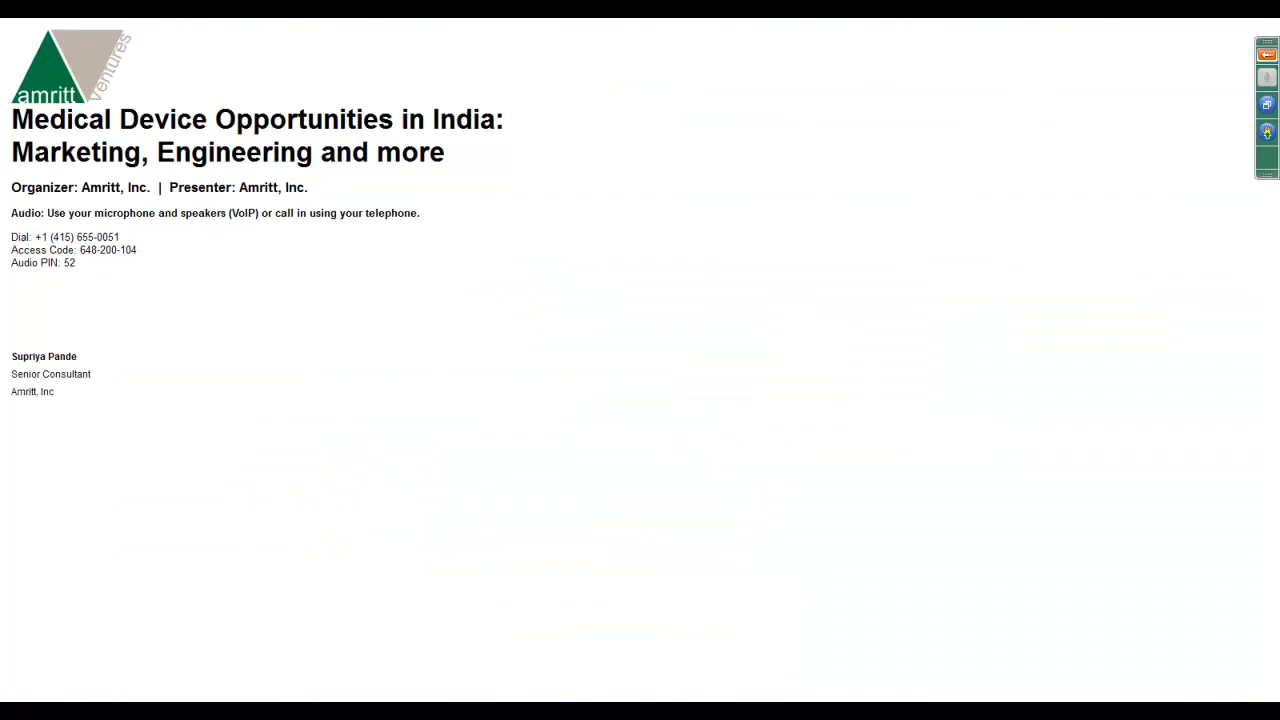 amritt
ventures
Medical Device Opportunities in India:
Marketing, Engineering and more
Organizer: Amritt, Inc. | Presenter: Amritt, Inc.
Audio: Use your microphone and speakers (VoIP) or call in using your telephone.
Dial: +1 (415) 655-0051
Access Code: 648-200-104
Audio PIN: 52
Supriya Pande
Senior Consultant
Amritt, Inc